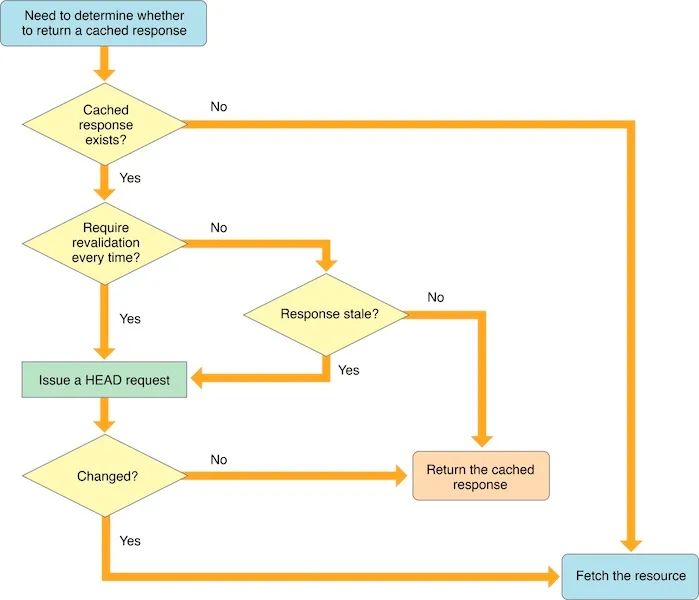 Need to determine whether
to return a cached response
Cached
response
exists?
No
Yes
Require
revalidation
every time?
No
Yes
Response stale?
No
Yes
Issue a HEAD request
Changed?
No
Return the cached
response
Yes
Fetch the resource